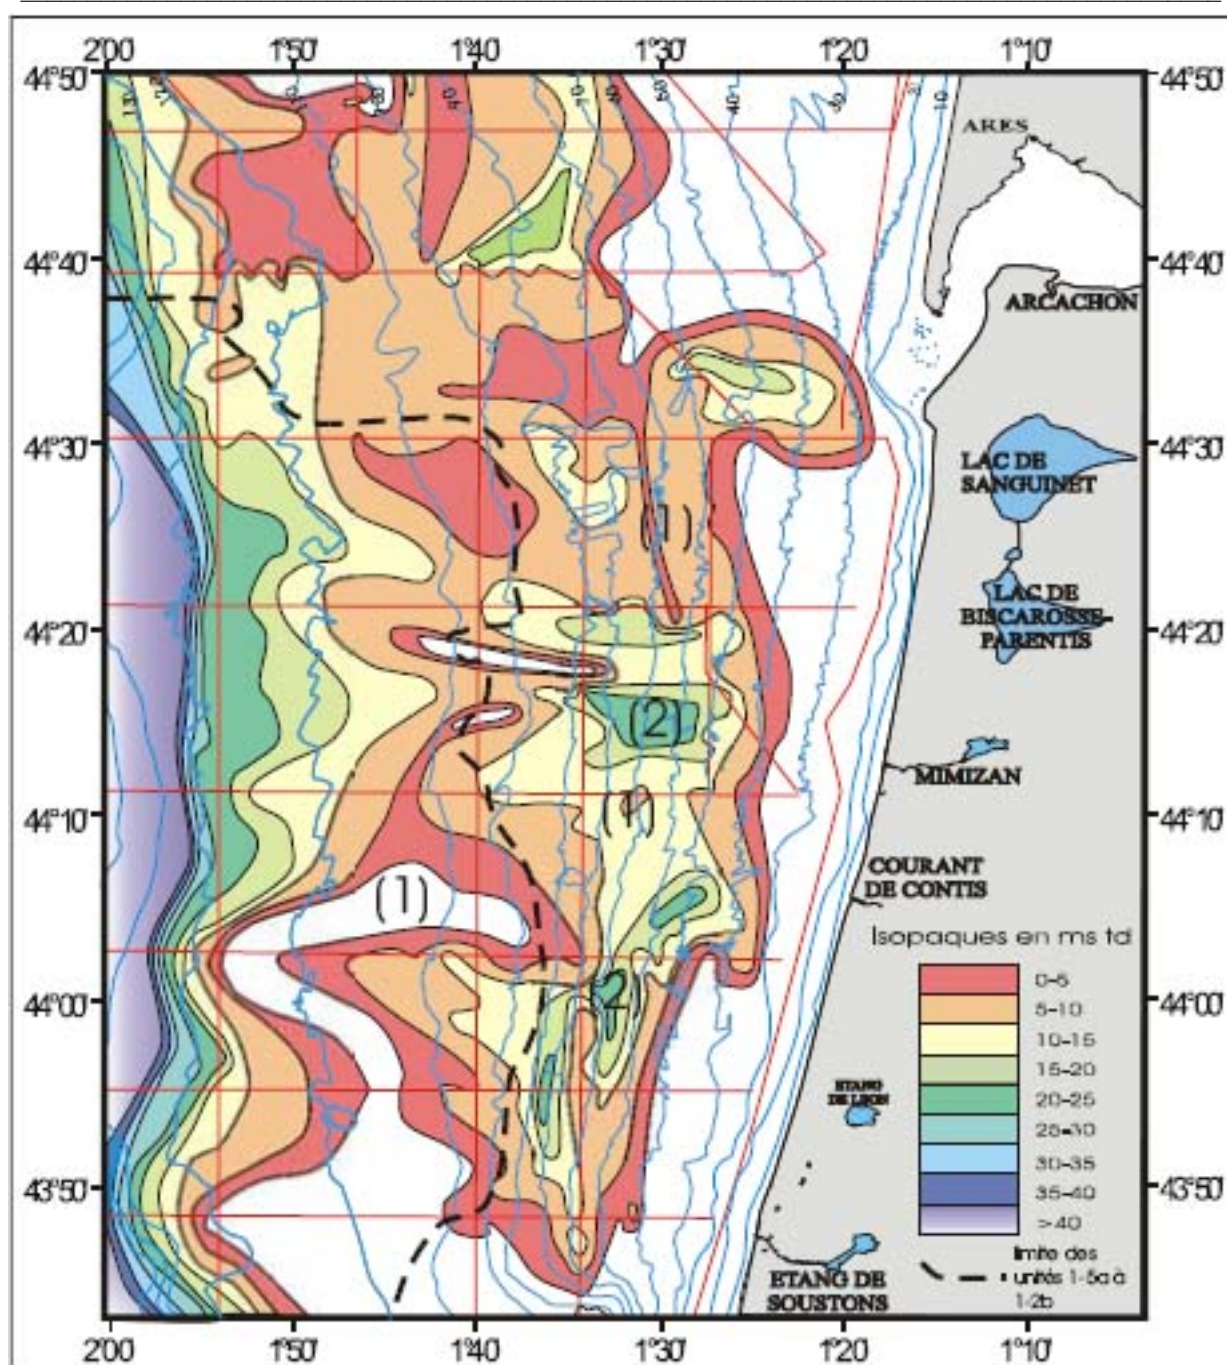 2°00' 1°50' 1°40' 1°30' 1°20' 1°10'
44°50' 44°50'
ARES
44°40' 44°40'
ARCACHON
44°30' 44°30'
LAC DE
SANGUINET
(1)
LAC DE
BISCAROSSE-
PARENTIS
44°20' 44°20'
(2)
MIMIZAN
(1)
44°10' 44°10'
COURANT
DE CONTIS
(1)
Isopaques en ms td
0-5
5-10
10-15
15-20
20-25
25-30
30-35
35-40
>40
limite des
unités 1-5a à
1-2b
44°00' 44°00'
ETANG
DE LEON
43°50' 43°50'
ETANG DE
SOUSTONS
2°00' 1°50' 1°40' 1°30' 1°20' 1°10'